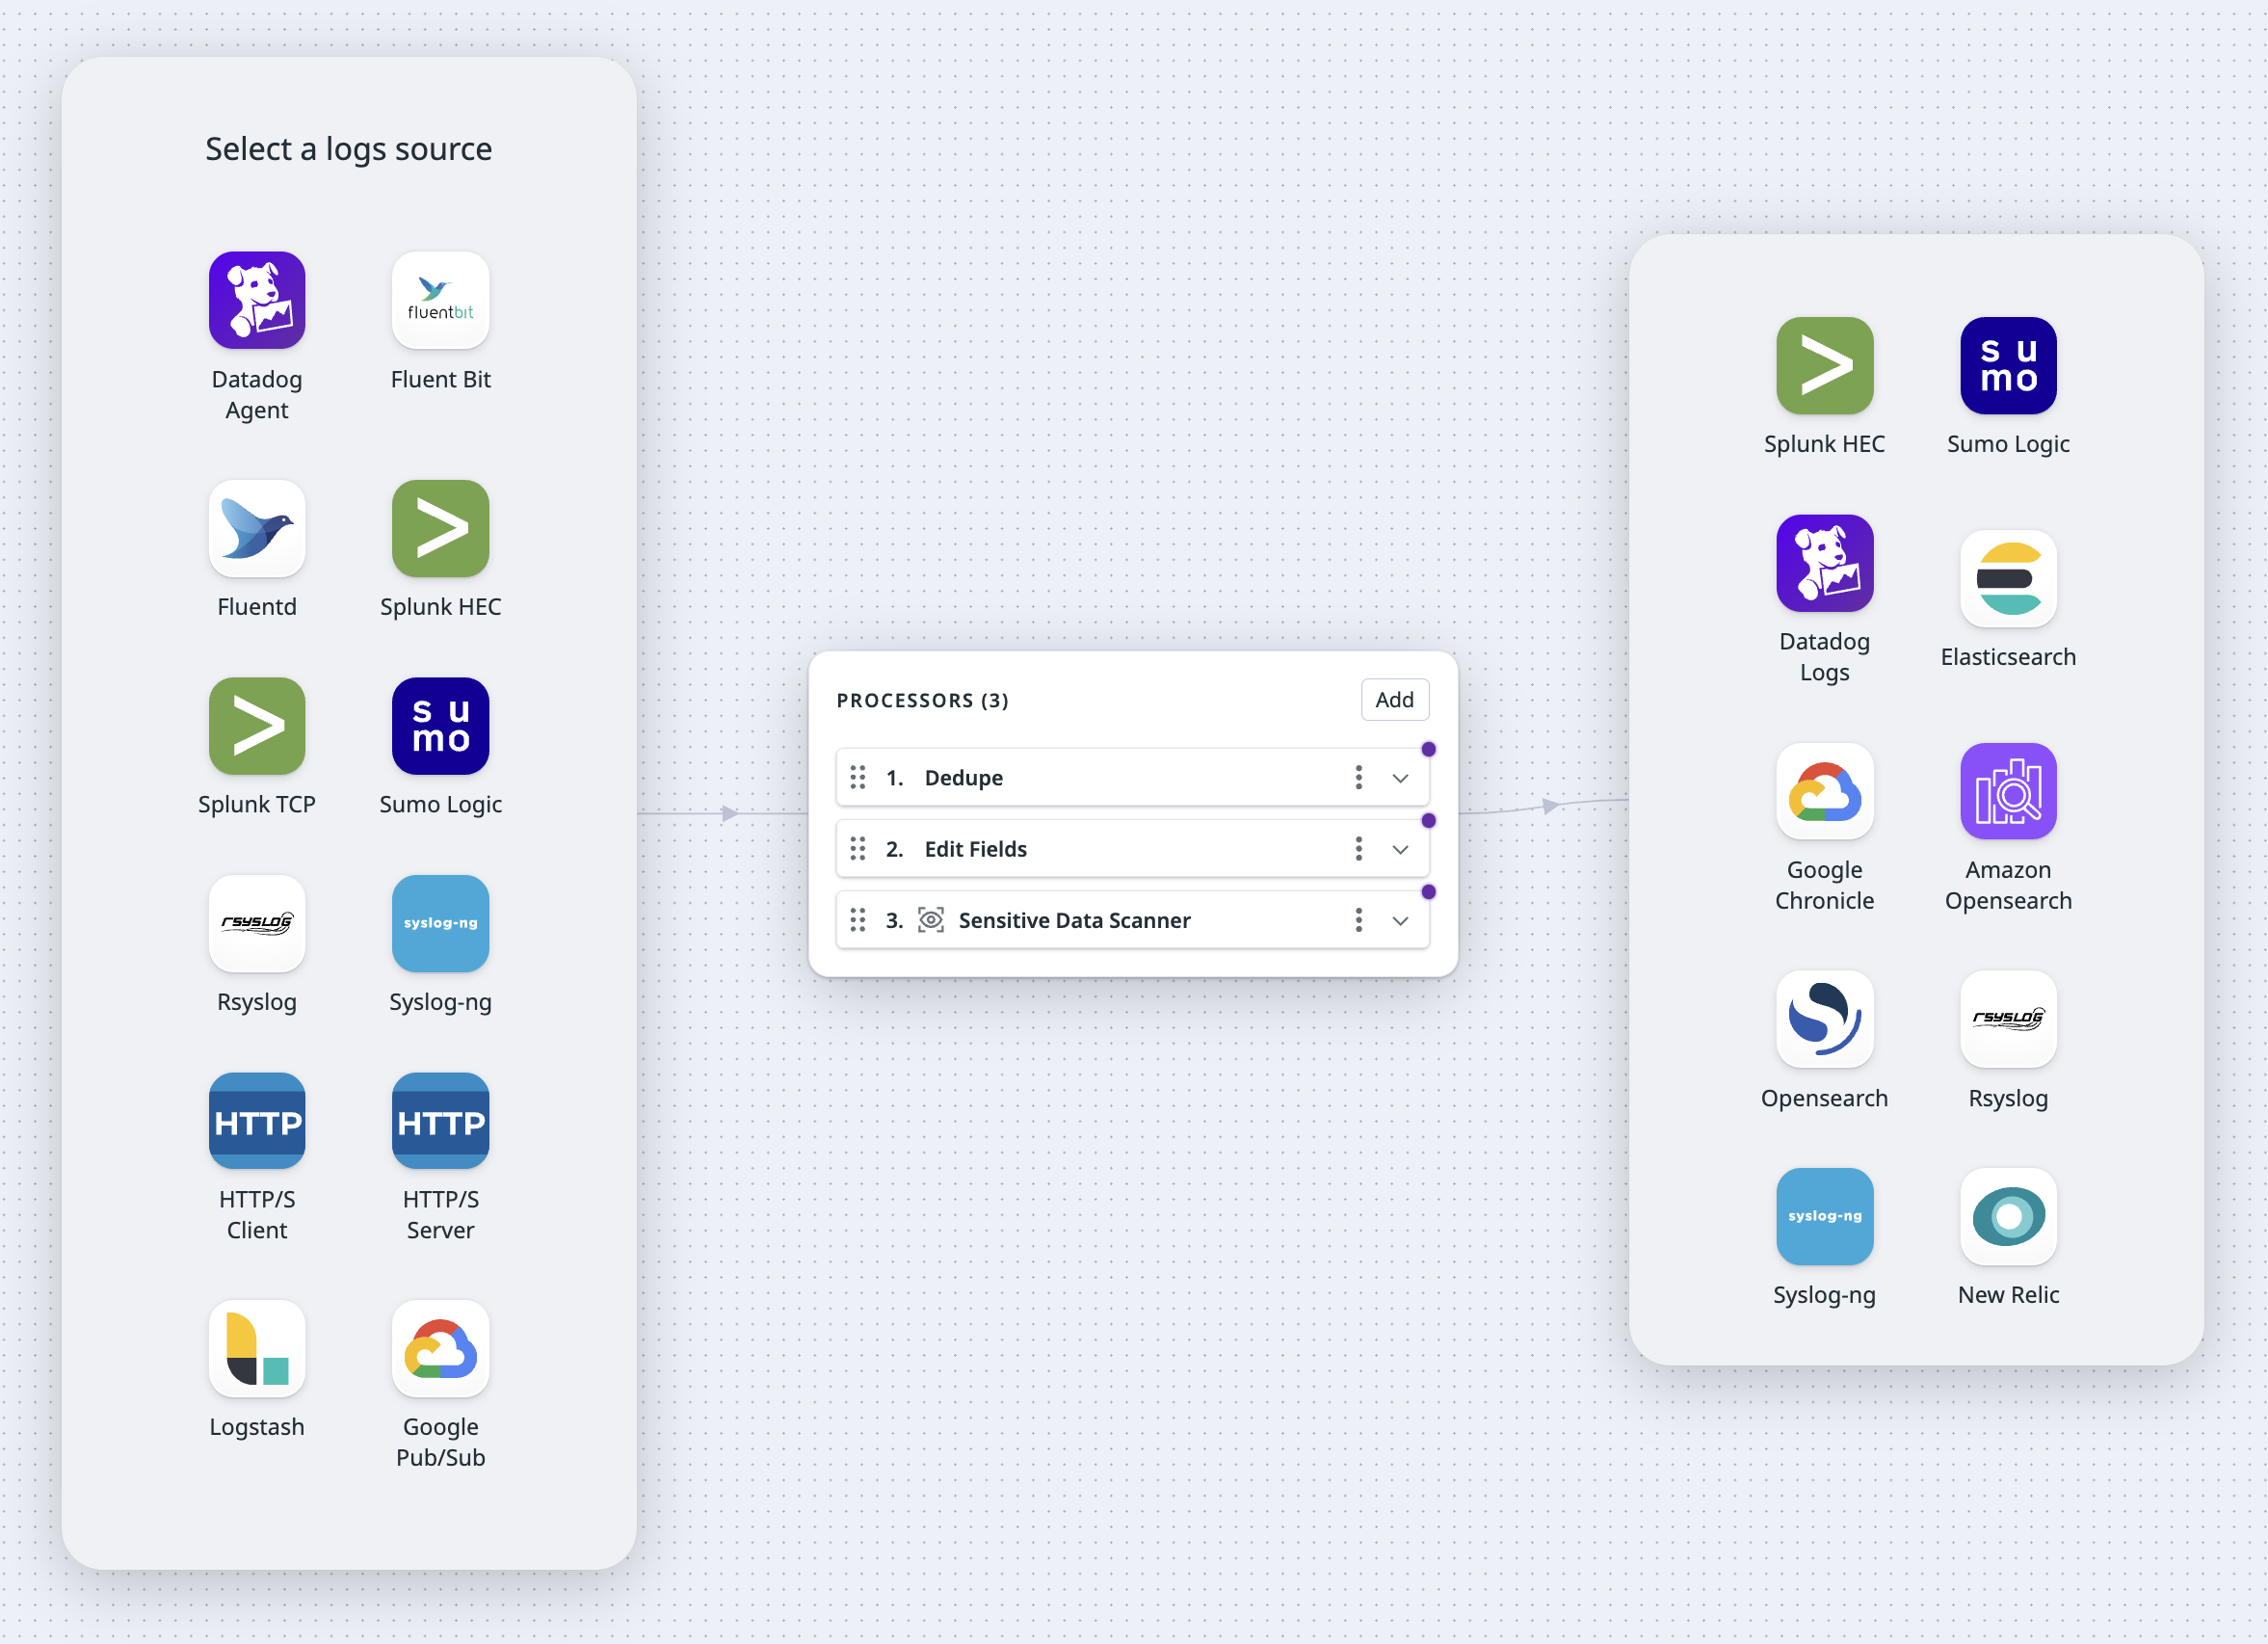 Select a logs source
fluentbit
Datadog
Agent
Fluent Bit
Fluentd
Splunk HEC
su
mo
Splunk TCP
Sumo Logic
RSYSLOG
syslog-ng
Rsyslog
Syslog-ng
HTTP
HTTP
HTTP/S
Client
HTTP/S
Server
Logstash
Google
Pub/Sub
PROCESSORS (3)
Add
1. Dedupe
2. Edit Fields
3. Sensitive Data Scanner
su
mo
Splunk HEC
Sumo Logic
Datadog
Logs
Elasticsearch
Google
Chronicle
Amazon
Opensearch
RSYSLOG
Opensearch
Rsyslog
syslog-ng
Syslog-ng
New Relic